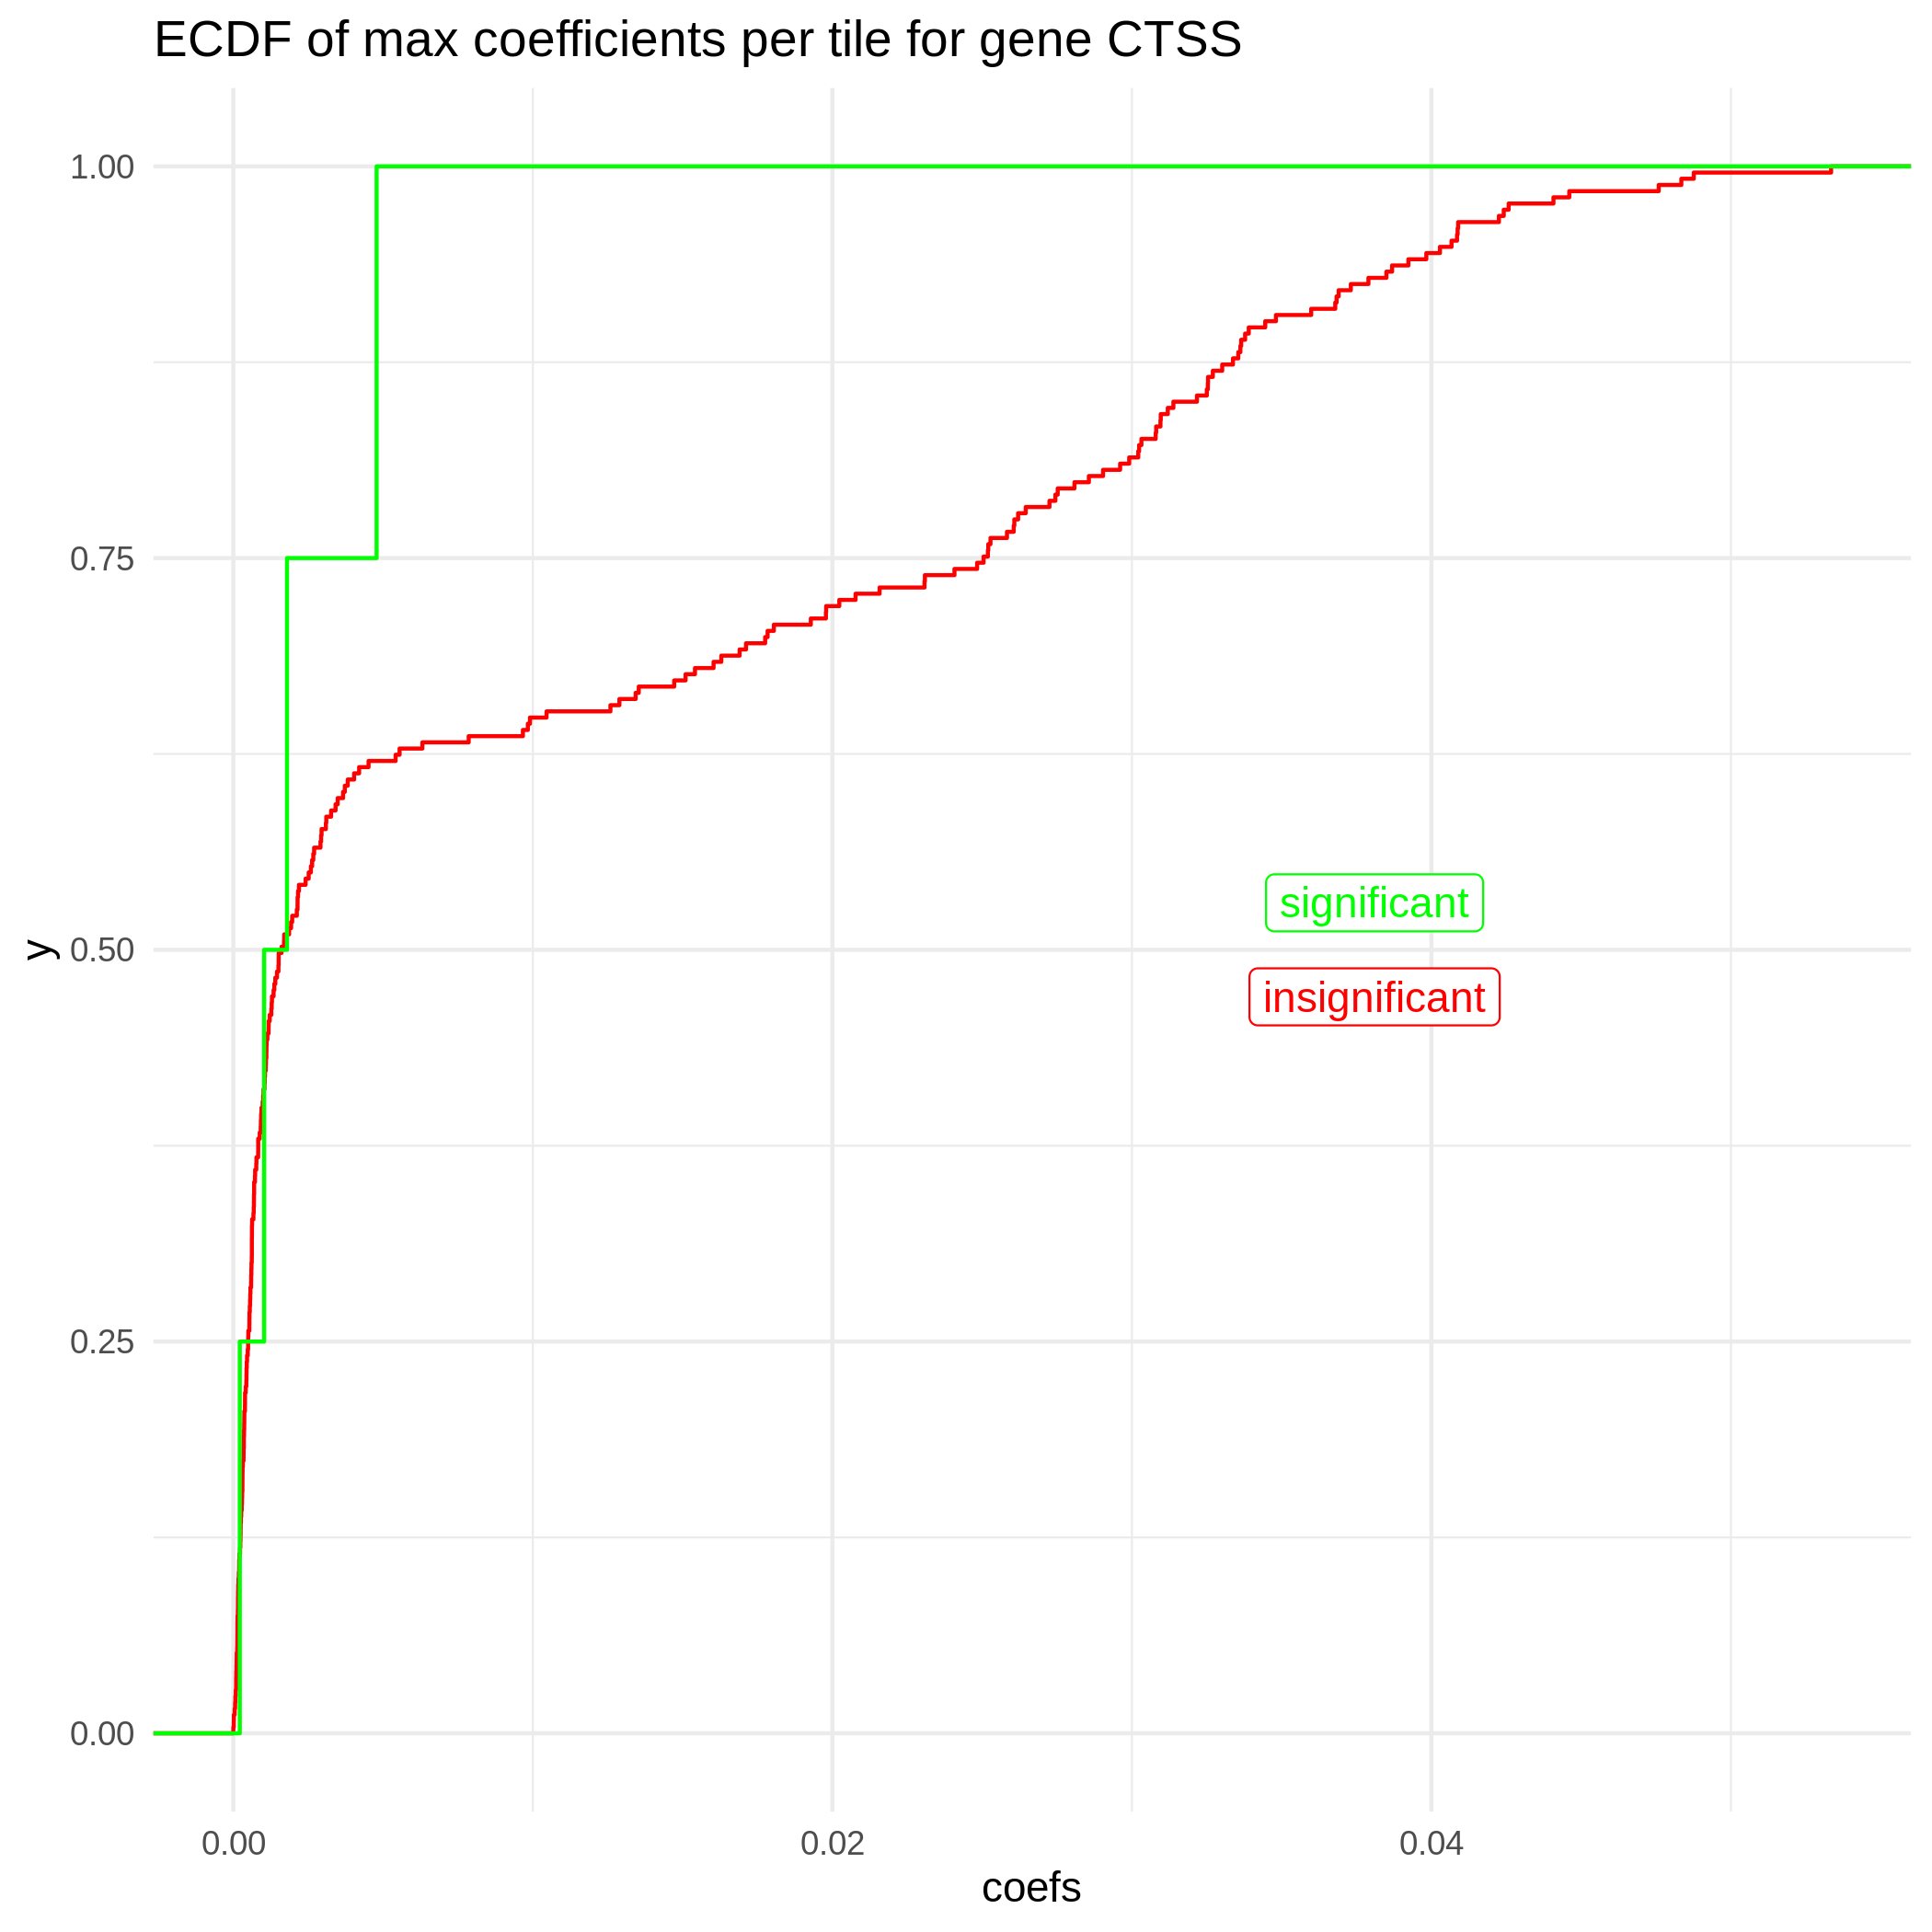 ECDF of max coefficients per tile for gene CTSS
1.00
0.75
0.50
0.25
0.00
y
significant
insignificant
0.00 0.02 0.04
coefs